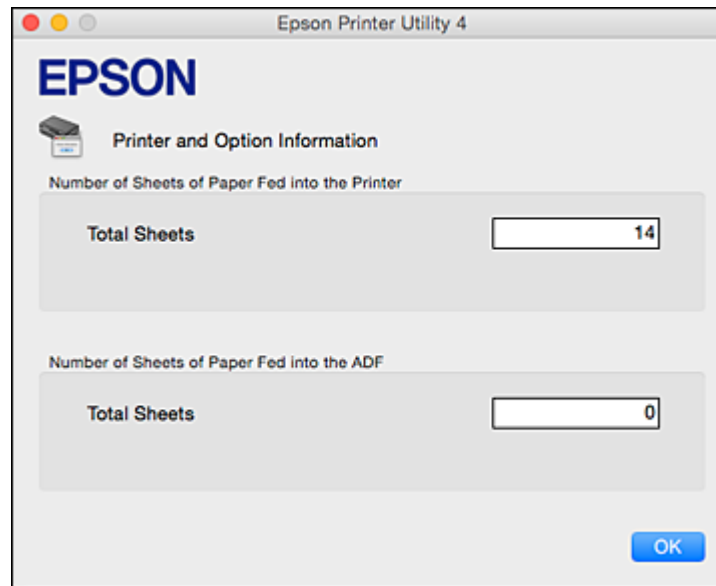 Epson Printer Utility 4
EPSON
Printer and Option Information
Number of Sheets of Paper Fed into the Printer
Total Sheets 14
Number of Sheets of Paper Fed into the ADF
Total Sheets 0
OK